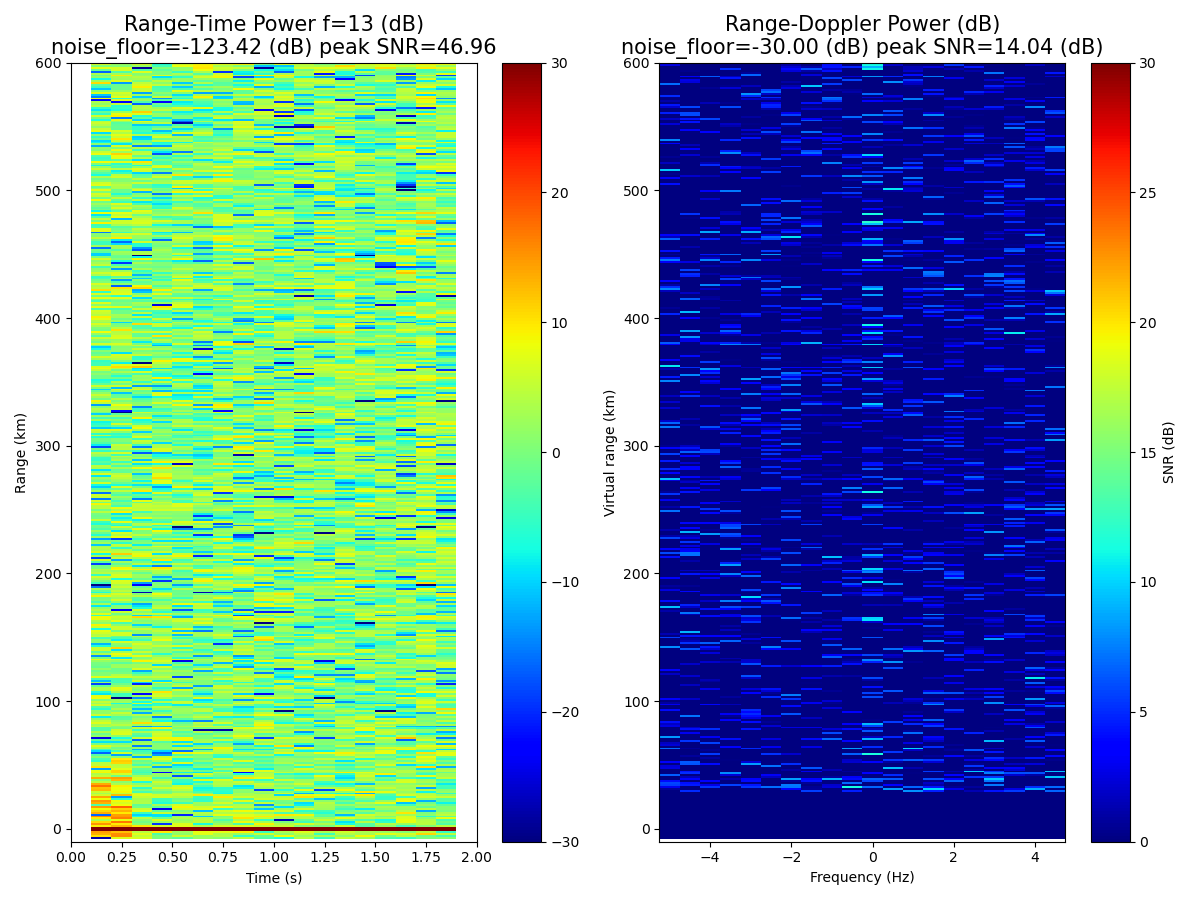 Range-Time Power f=13 (dB)
noise_floor=-123.42 (dB) peak SNR=46.96
Range-Doppler Power (dB)
noise_floor=-30.00 (dB) peak SNR=14.04 (dB)
600
500
400
300
200
100
0
Range (km)
0.00 0.25 0.50 0.75 1.00 1.25 1.50 1.75 2.00
Time (s)
30
20
10
0
−10
−20
−30
600
500
400
300
200
100
0
Virtual range (km)
−4 −2 0 2 4
Frequency (Hz)
30
25
20
15
10
5
0
SNR (dB)